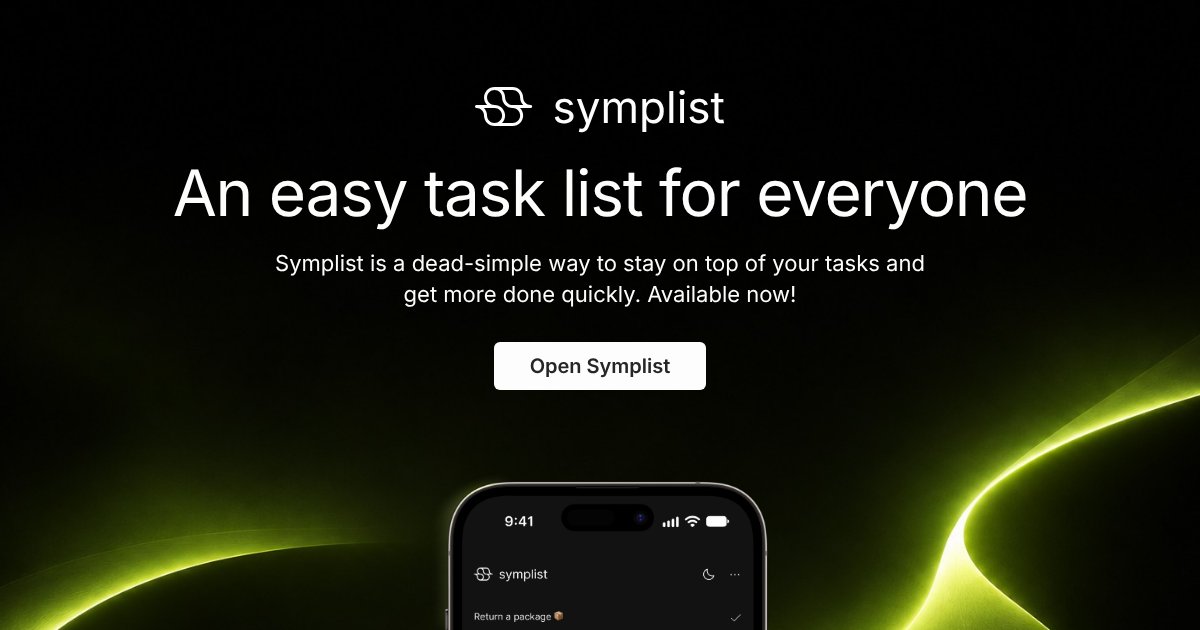 symplist
An easy task list for everyone
Symplist is a dead-simple way to stay on top of your tasks and
get more done quickly. Available now!
Open Symplist
9:41
symplist
Return a package 📦